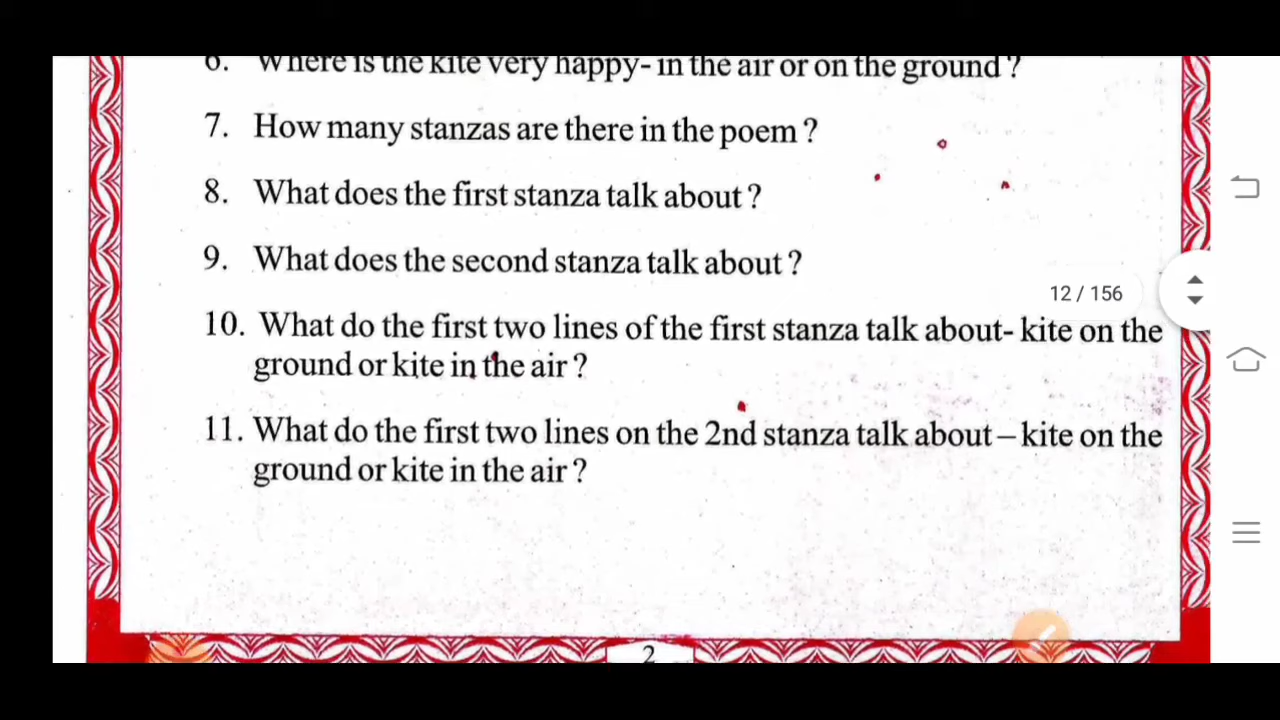 6. Where is the kite very happy- in the air or on the ground ?
7. How many stanzas are there in the poem ?
8. What does the first stanza talk about ?
9. What does the second stanza talk about ?
12 / 156
10. What do the first two lines of the first stanza talk about- kite on the
ground or kite in the air ?
11. What do the first two lines on the 2nd stanza talk about – kite on the
ground or kite in the air ?
2